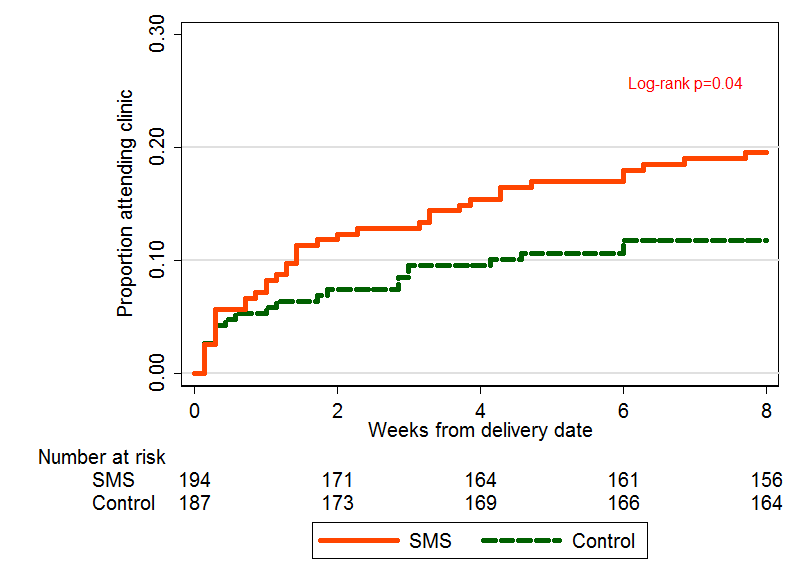 0.30
Log-rank p=0.04
0.20
Proportion attending clinic
0.10
0.00
0 2 4 6 8
Weeks from delivery date
Number at risk
SMS 194 171 164 161 156
Control 187 173 169 166 164
SMS Control